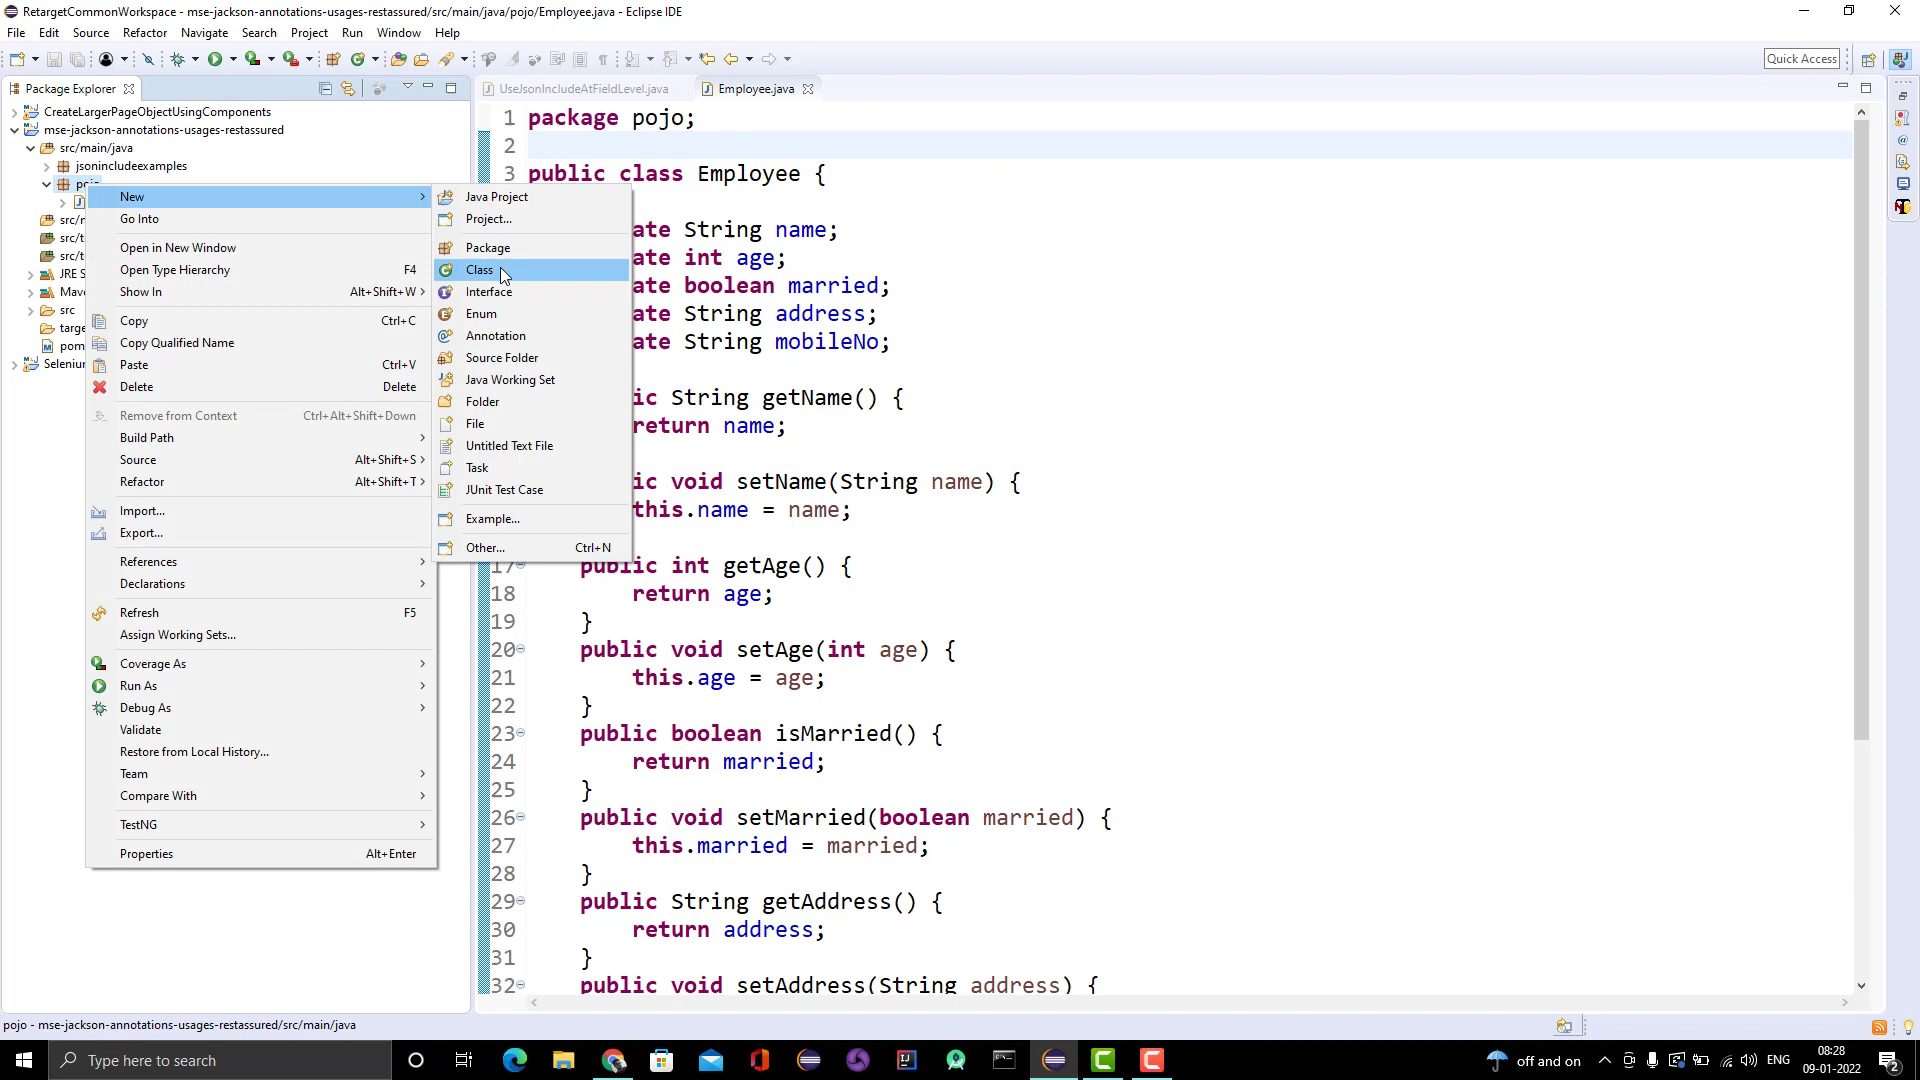 RetargetCommonWorkspace - mse-jackson-annotations-usages-restassured/src/main/java/pojo/Employee.java - Eclipse IDE
File Edit Source Refactor Navigate Search Project Run Window Help
Quick Access
Package Explorer
CreateLargerPageObjectUsingComponents
mse-jackson-annotations-usages-restassured
src/main/java
jsonincludeexamples
pojo
src/
src/t
src/t
JRE S
Mave
src
targe
pom
Seleniu
New
Go Into
Open in New Window
Open Type Hierarchy F4
Show In Alt+Shift+W
Copy Ctrl+C
Copy Qualified Name
Paste Ctrl+V
Delete Delete
Remove from Context Ctrl+Alt+Shift+Down
Build Path
Source Alt+Shift+S
Refactor Alt+Shift+T
Import...
Export...
References
Declarations
Refresh F5
Assign Working Sets...
Coverage As
Run As
Debug As
Validate
Restore from Local History...
Team
Compare With
TestNG
Properties Alt+Enter
Java Project
Project...
Package
Class
Interface
Enum
Annotation
Source Folder
Java Working Set
Folder
File
Untitled Text File
Task
JUnit Test Case
Example...
Other... Ctrl+N
UseJsonIncludeAtFieldLevel.java
Employee.java
1 package pojo;
2
3 public class Employee {
ate String name;
ate int age;
ate boolean married;
ate String address;
ate String mobileNo;
ic String getName() {
return name;
ic void setName(String name) {
this.name = name;
17 public int getAge() {
18 return age;
19 }
20 public void setAge(int age) {
21 this.age = age;
22 }
23 public boolean isMarried() {
24 return married;
25 }
26 public void setMarried(boolean married) {
27 this.married = married;
28 }
29 public String getAddress() {
30 return address;
31 }
32 public void setAddress(String address) {
pojo - mse-jackson-annotations-usages-restassured/src/main/java
Type here to search
off and on
ENG
08:28
09-01-2022
2